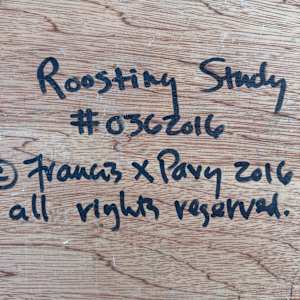 Roosting Study
#0362016
© Francis X Pavy 2016
all rights reserved.